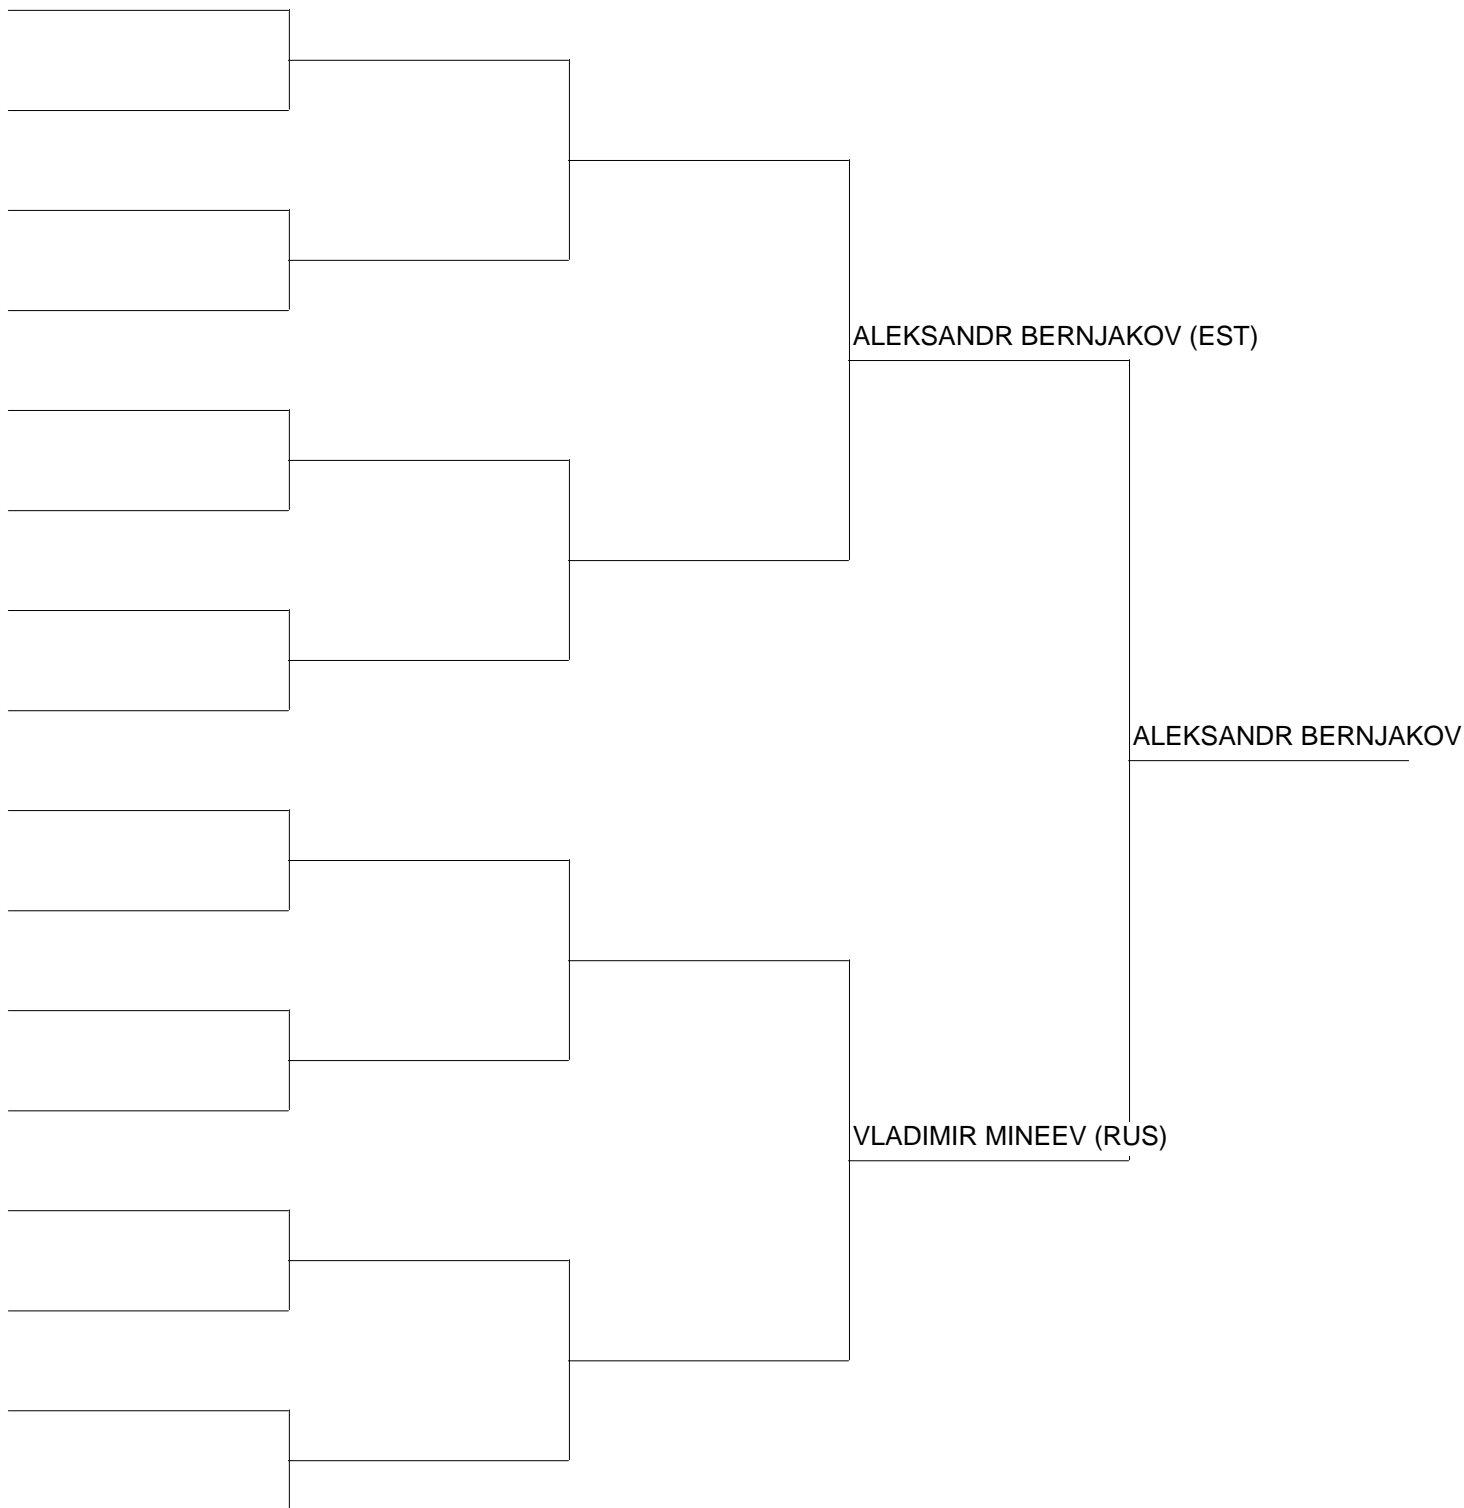 ALEKSANDR BERNJAKOV (EST)
ALEKSANDR BERNJAKOV
VLADIMIR MINEEV (RUS)